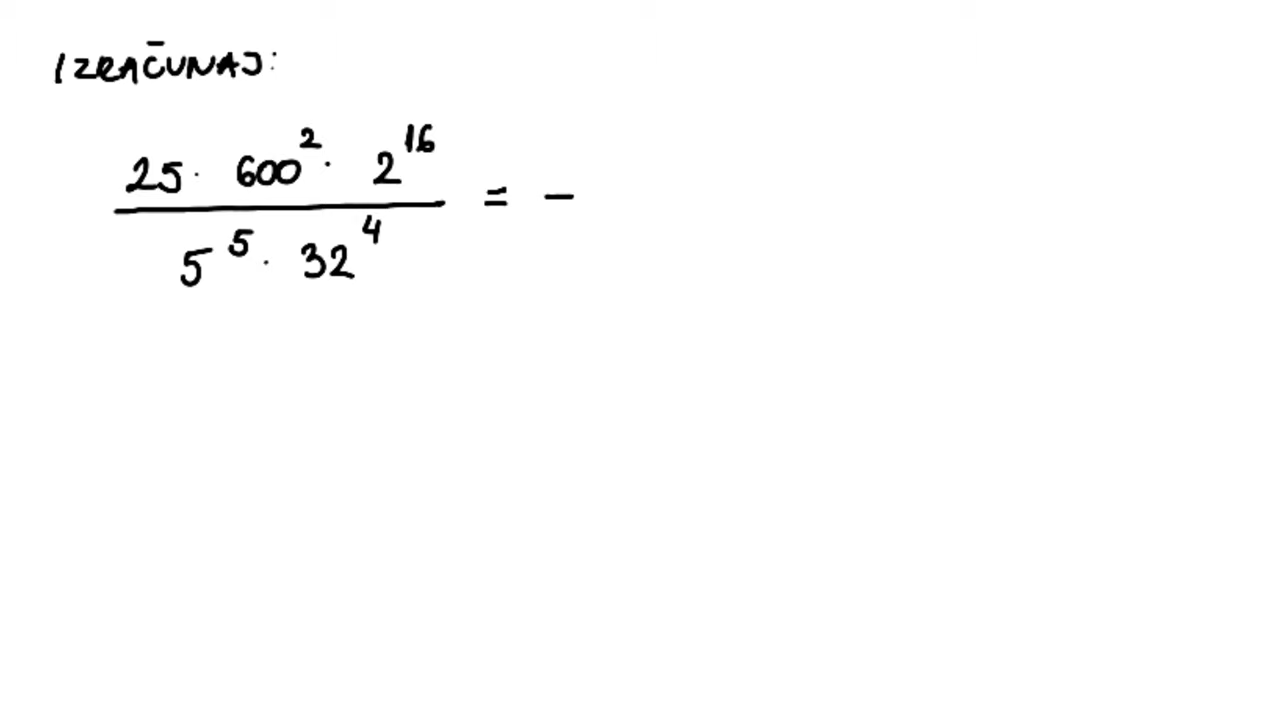 IZRAČUNAJ:
25 · 600² · 2¹⁶
= –
5⁵ · 32⁴